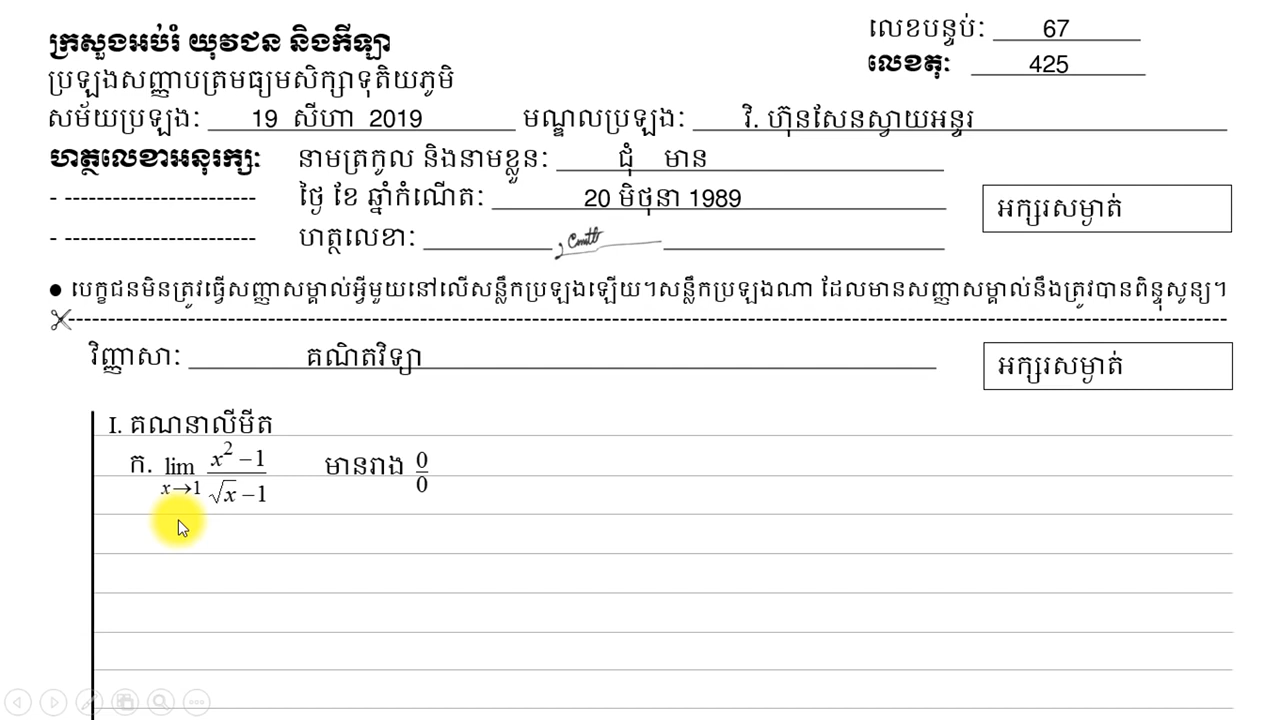 ក្រសួងអប់រំ យុវជន និងកីឡា
លេខបន្ទប់: 67
ប្រឡងសញ្ញាបត្រមធ្យមសិក្សាទុតិយភូមិ
លេខតុ: 425
សម័យប្រឡង: 19 សីហា 2019 មណ្ឌលប្រឡង: វិ. ហ៊ុនសែនស្វាយអន្ទរ
ហត្ថលេខាអនុរក្ស: នាមត្រកូល និងនាមខ្លួន: ជុំ មាន
- ------------------------ ថ្ងៃ ខែ ឆ្នាំកំណើត: 20 មិថុនា 1989
អក្សរសម្ងាត់
- ------------------------ ហត្ថលេខា:
● បេក្ខជនមិនត្រូវធ្វើសញ្ញាសម្គាល់អ្វីមួយនៅលើសន្លឹកប្រឡងឡើយ។សន្លឹកប្រឡងណា ដែលមានសញ្ញាសម្គាល់នឹងត្រូវបានពិន្ទុសូន្យ។
វិញ្ញាសា: គណិតវិទ្យា
អក្សរសម្ងាត់
I. គណនាលីមីត
ក. lim x→1 (x² − 1)/(√x − 1) មានរាង 0/0